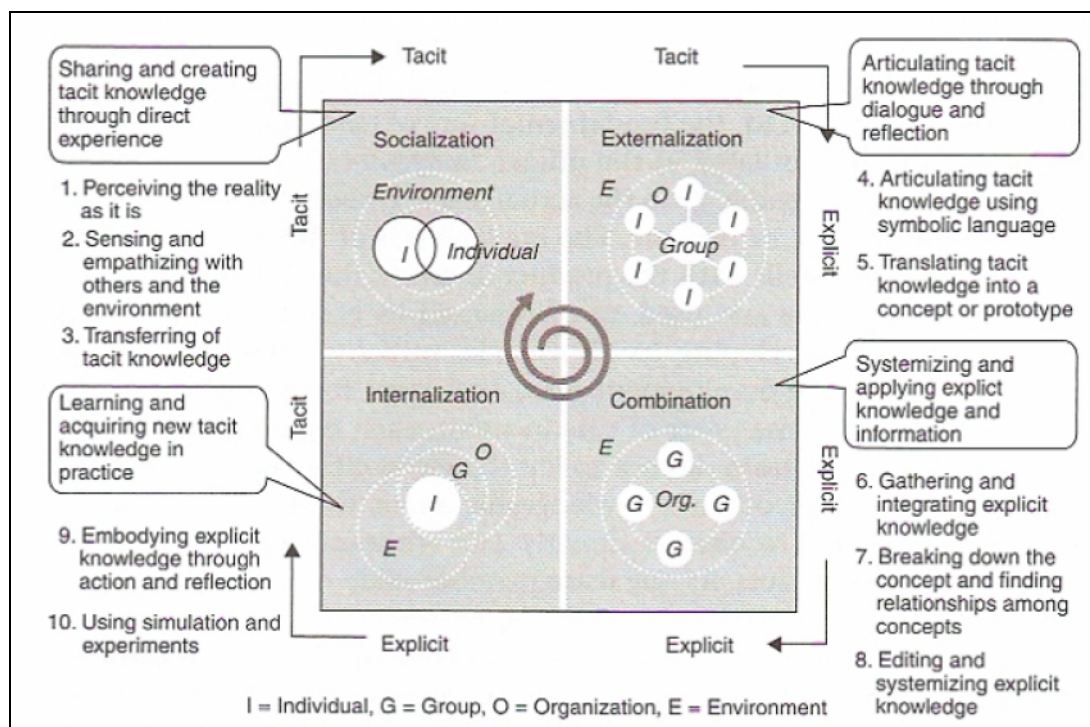 Sharing and creating
tacit knowledge
through direct
experience
1. Perceiving the reality
as it is
2. Sensing and
empathizing with
others and the
environment
3. Transferring of
tacit knowledge
Learning and
acquiring new tacit
knowledge in
practice
9. Embodying explicit
knowledge through
action and reflection
10. Using simulation and
experiments
Tacit
Tacit
Tacit
Tacit
Socialization
Environment
I
Individual
Externalization
E
O
I
I
I
Group
I
I
I
Internalization
O
G
I
E
Combination
E
G
G
Org.
G
G
Explicit
Explicit
Explicit
Explicit
Articulating tacit
knowledge through
dialogue and
reflection
4. Articulating tacit
knowledge using
symbolic language
5. Translating tacit
knowledge into a
concept or prototype
Systemizing and
applying explict
knowledge and
information
6. Gathering and
integrating explicit
knowledge
7. Breaking down the
concept and finding
relationships among
concepts
8. Editing and
systemizing explicit
knowledge
I = Individual, G = Group, O = Organization, E = Environment